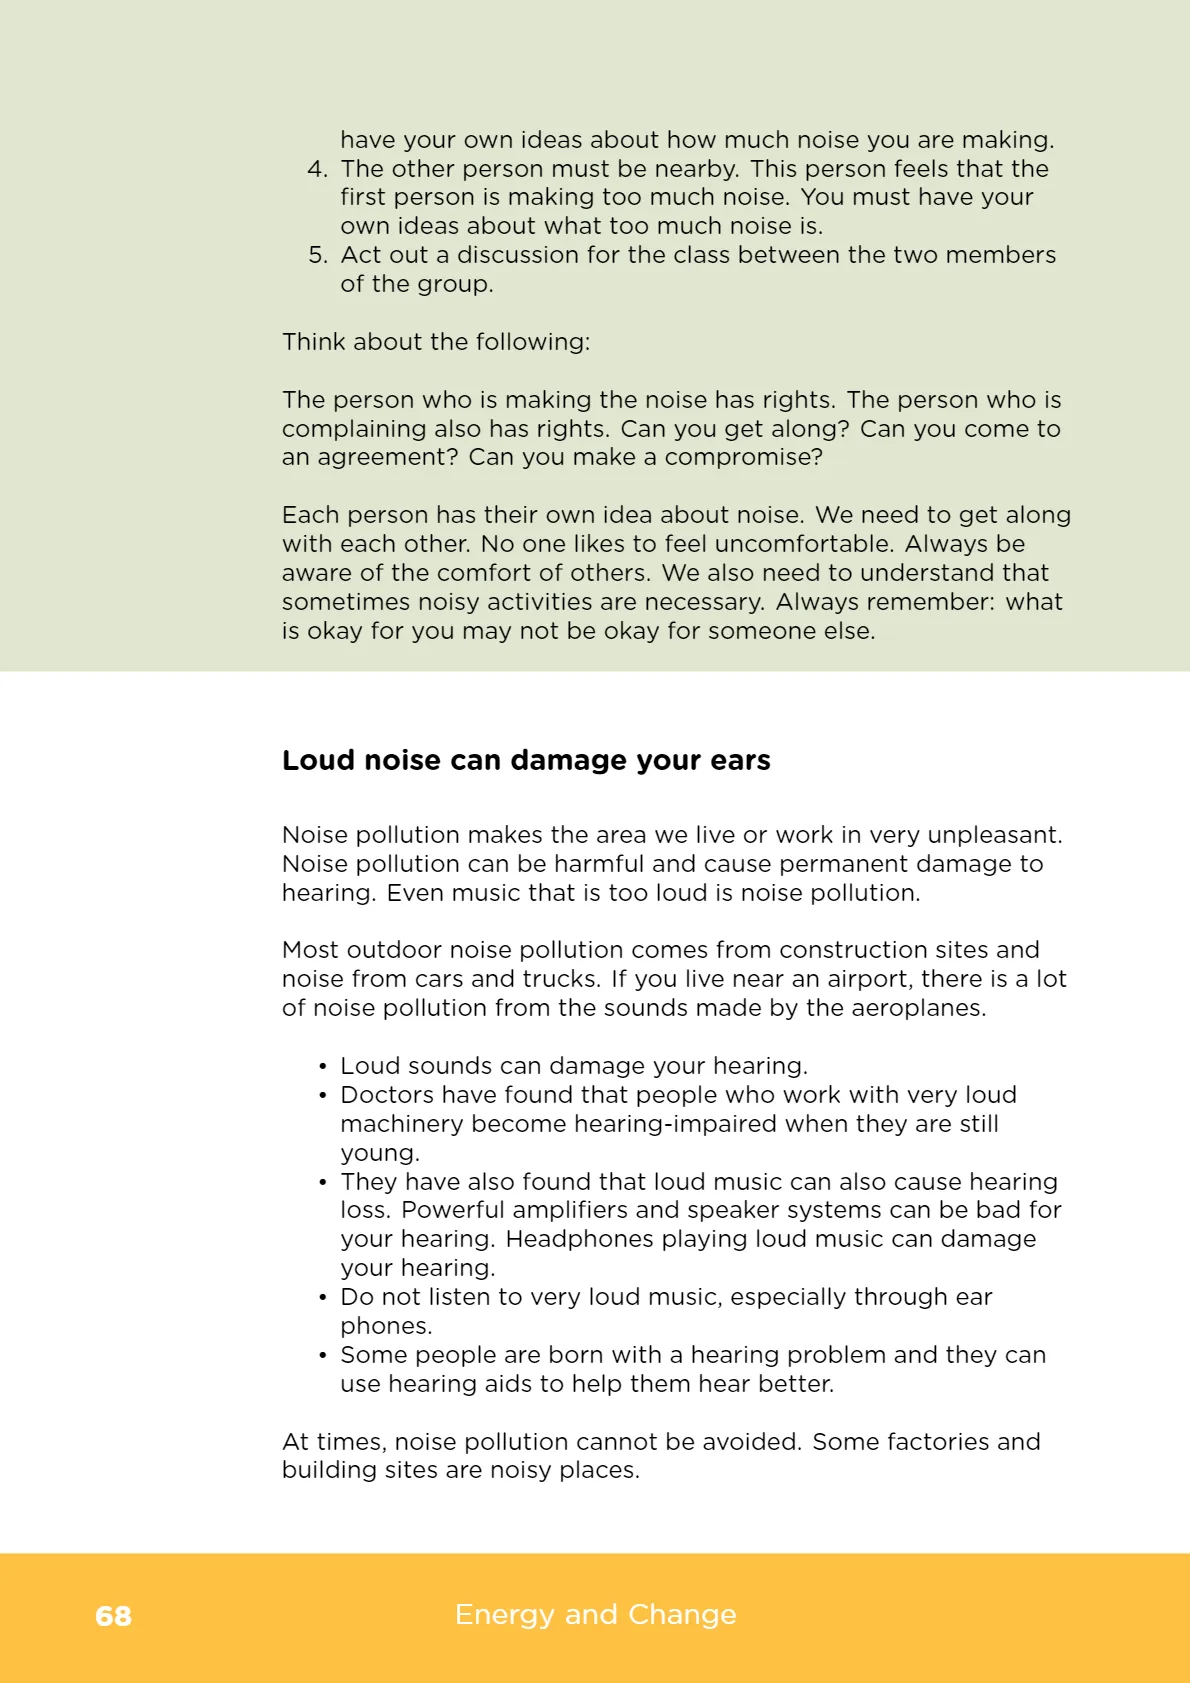 have your own ideas about how much noise you are making.
4. The other person must be nearby. This person feels that the
first person is making too much noise. You must have your
own ideas about what too much noise is.
5. Act out a discussion for the class between the two members
of the group.
Think about the following:
The person who is making the noise has rights. The person who is
complaining also has rights. Can you get along? Can you come to
an agreement? Can you make a compromise?
Each person has their own idea about noise. We need to get along
with each other. No one likes to feel uncomfortable. Always be
aware of the comfort of others. We also need to understand that
sometimes noisy activities are necessary. Always remember: what
is okay for you may not be okay for someone else.
Loud noise can damage your ears
Noise pollution makes the area we live or work in very unpleasant.
Noise pollution can be harmful and cause permanent damage to
hearing. Even music that is too loud is noise pollution.
Most outdoor noise pollution comes from construction sites and
noise from cars and trucks. If you live near an airport, there is a lot
of noise pollution from the sounds made by the aeroplanes.
• Loud sounds can damage your hearing.
• Doctors have found that people who work with very loud
machinery become hearing-impaired when they are still
young.
• They have also found that loud music can also cause hearing
loss. Powerful amplifiers and speaker systems can be bad for
your hearing. Headphones playing loud music can damage
your hearing.
• Do not listen to very loud music, especially through ear
phones.
• Some people are born with a hearing problem and they can
use hearing aids to help them hear better.
At times, noise pollution cannot be avoided. Some factories and
building sites are noisy places.
68 Energy and Change